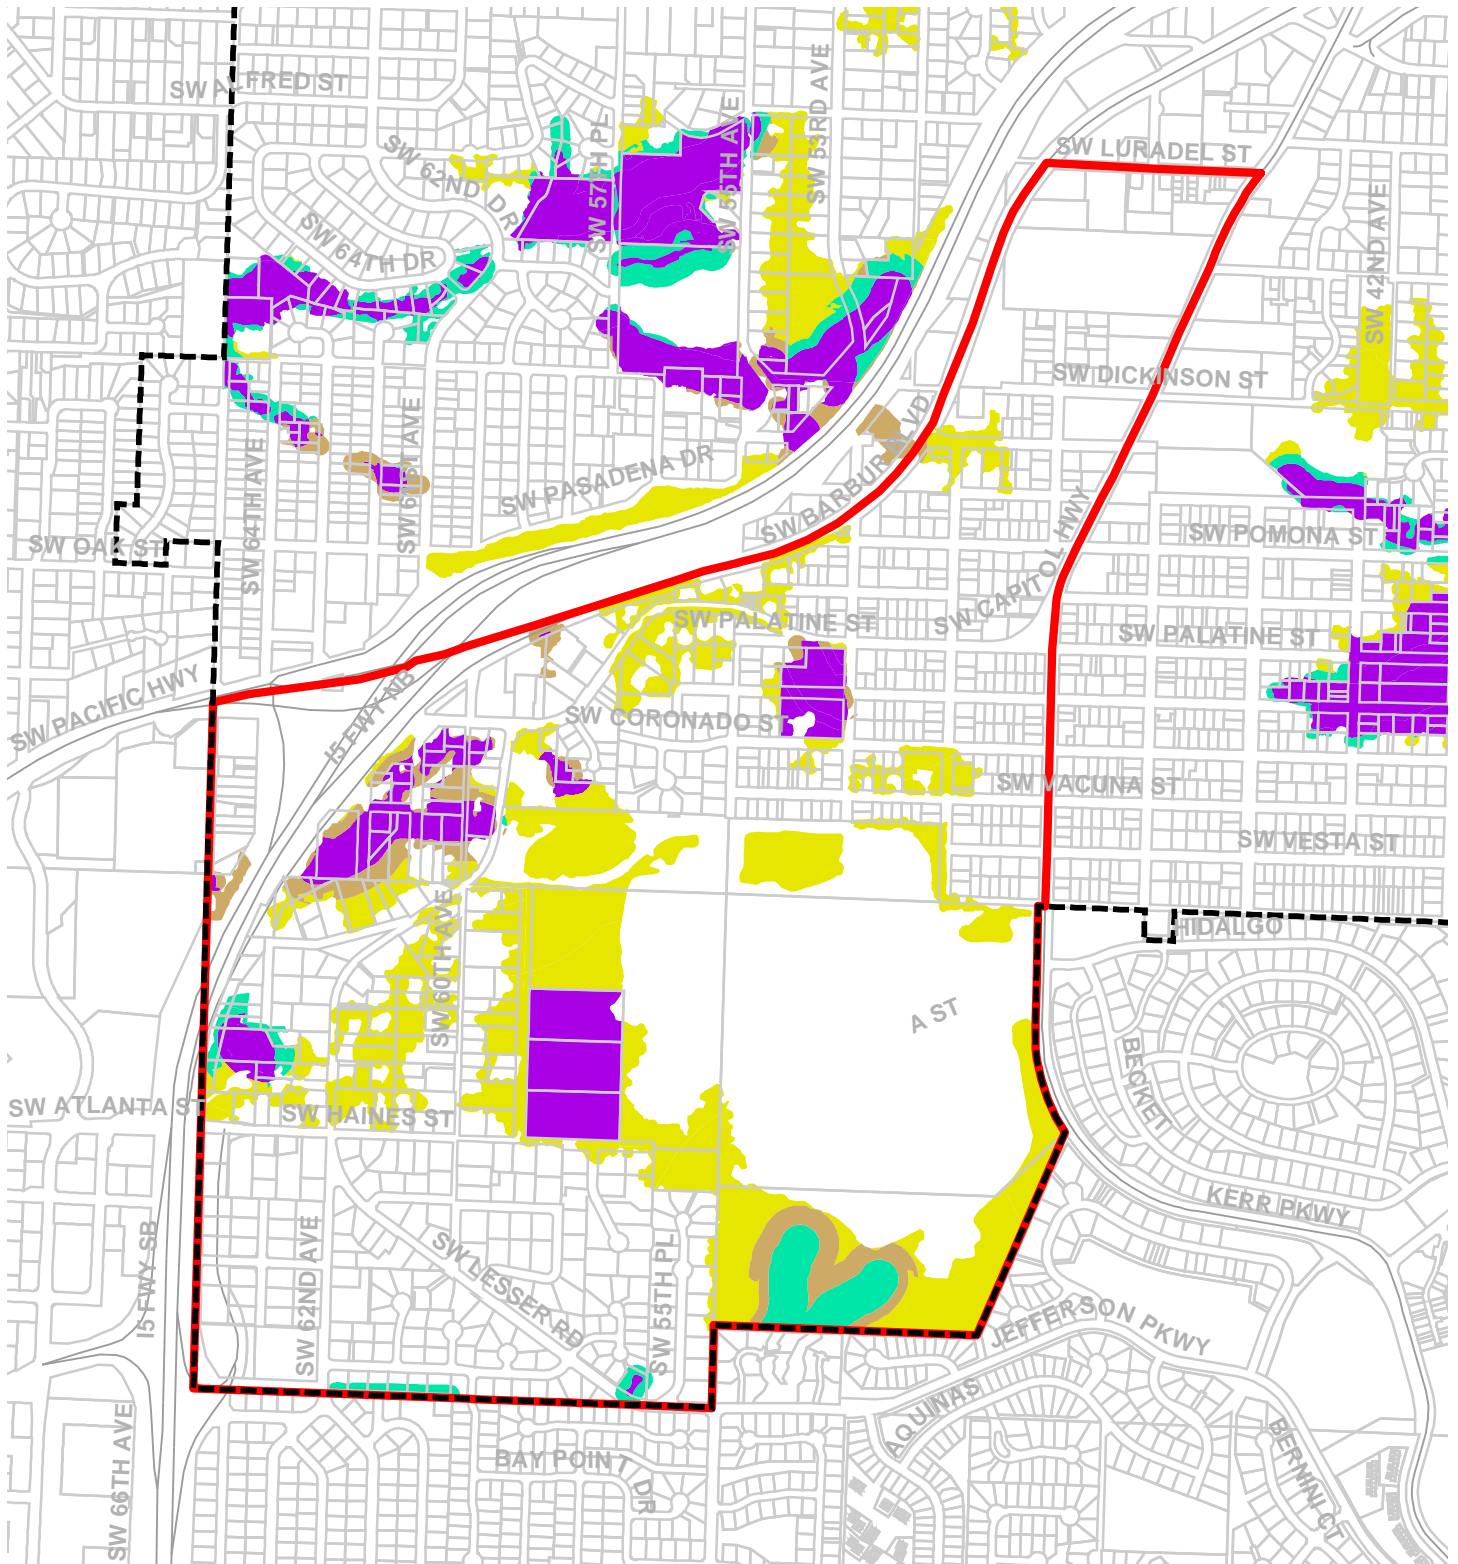 SW ALFRED ST
SW 53RD AVE
SW 55TH AVE
SW 57TH PL
SW LURADEL ST
SW 62ND DR
SW 42ND AVE
SW 64TH DR
SW DICKINSON ST
SW BARBUR BLVD
SW 64TH AVE
SW 61ST AVE
SW PASADENA DR
SW CAPITOL HWY
SW OAK ST
SW POMONA ST
SW PALATINE ST
SW PALATINE ST
SW PACIFIC HWY
I5 FWY NB
SW CORONADO ST
SW VACUNA ST
SW VESTA ST
HIDALGO
SW 60TH AVE
A ST
BECKETT
SW ATLANTA ST
SW HAINES ST
KERR PKWY
I5 FWY SB
SW 62ND AVE
SW LESSER RD
SW 55TH PL
JEFFERSON PKWY
AQUINAS
SW 66TH AVE
BAY POINT DR
BERNINI CT